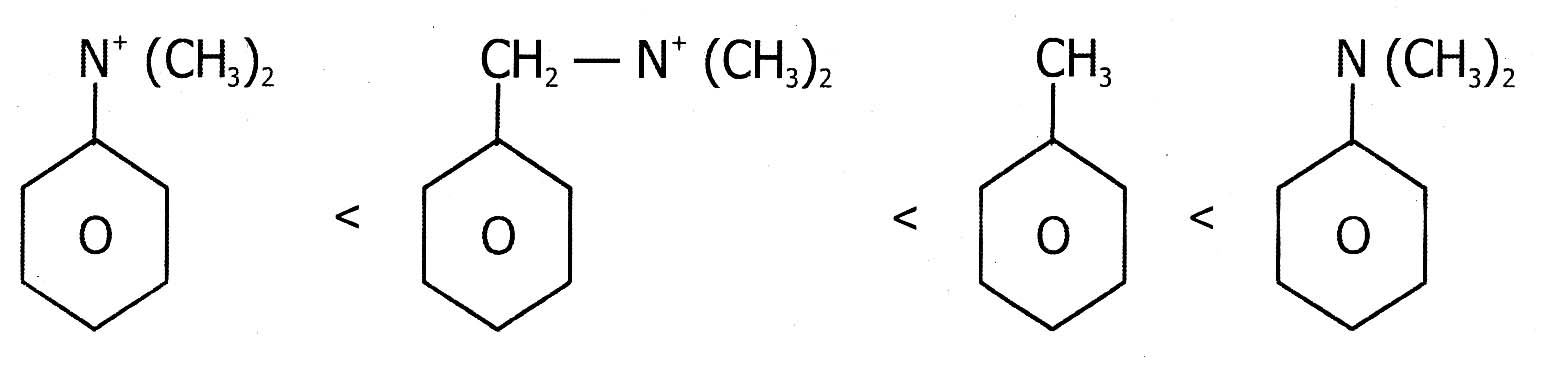 N⁺ (CH₃)₂ CH₂ — N⁺ (CH₃)₂ CH₃ N (CH₃)₂
O < O < O < O